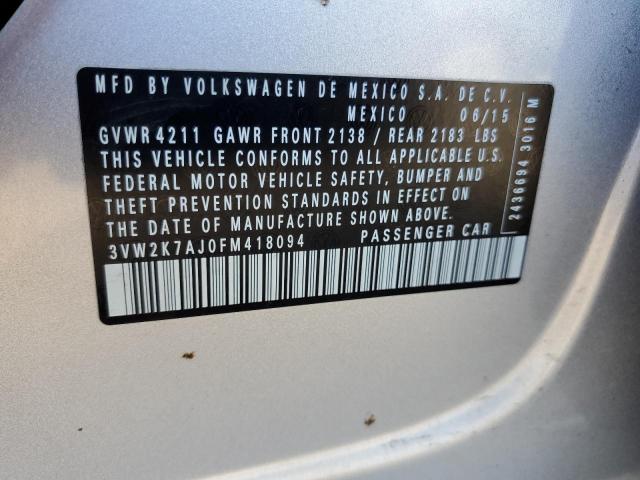 MFD BY VOLKSWAGEN DE MEXICO S.A. DE C.V.
MEXICO 06/15
GVWR 4211 GAWR FRONT 2138 / REAR 2183 LBS
THIS VEHICLE CONFORMS TO ALL APPLICABLE U.S.
FEDERAL MOTOR VEHICLE SAFETY, BUMPER AND
THEFT PREVENTION STANDARDS IN EFFECT ON
THE DATE OF MANUFACTURE SHOWN ABOVE.
3VW2K7AJ0FM418094 PASSENGER CAR
2436694 3016 M